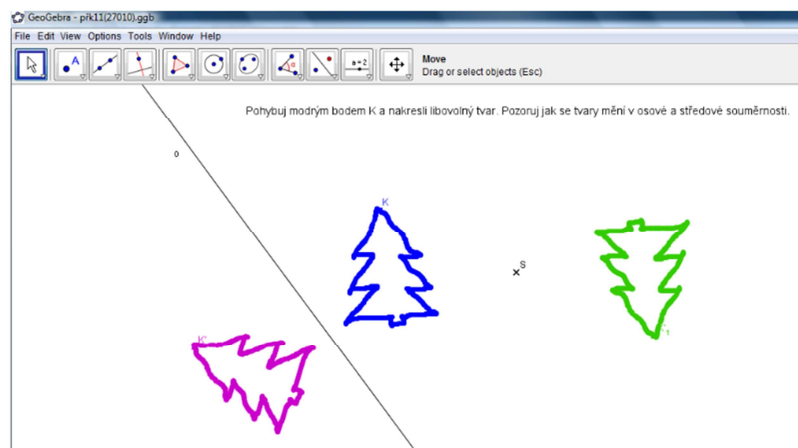 GeoGebra - přk11(27010).ggb
File Edit View Options Tools Window Help
A
a = 2
Move
Drag or select objects (Esc)
Pohybuj modrým bodem K a nakresli libovolný tvar. Pozoruj jak se tvary mění v osové a středové souměrnosti.
o
K
S
K'